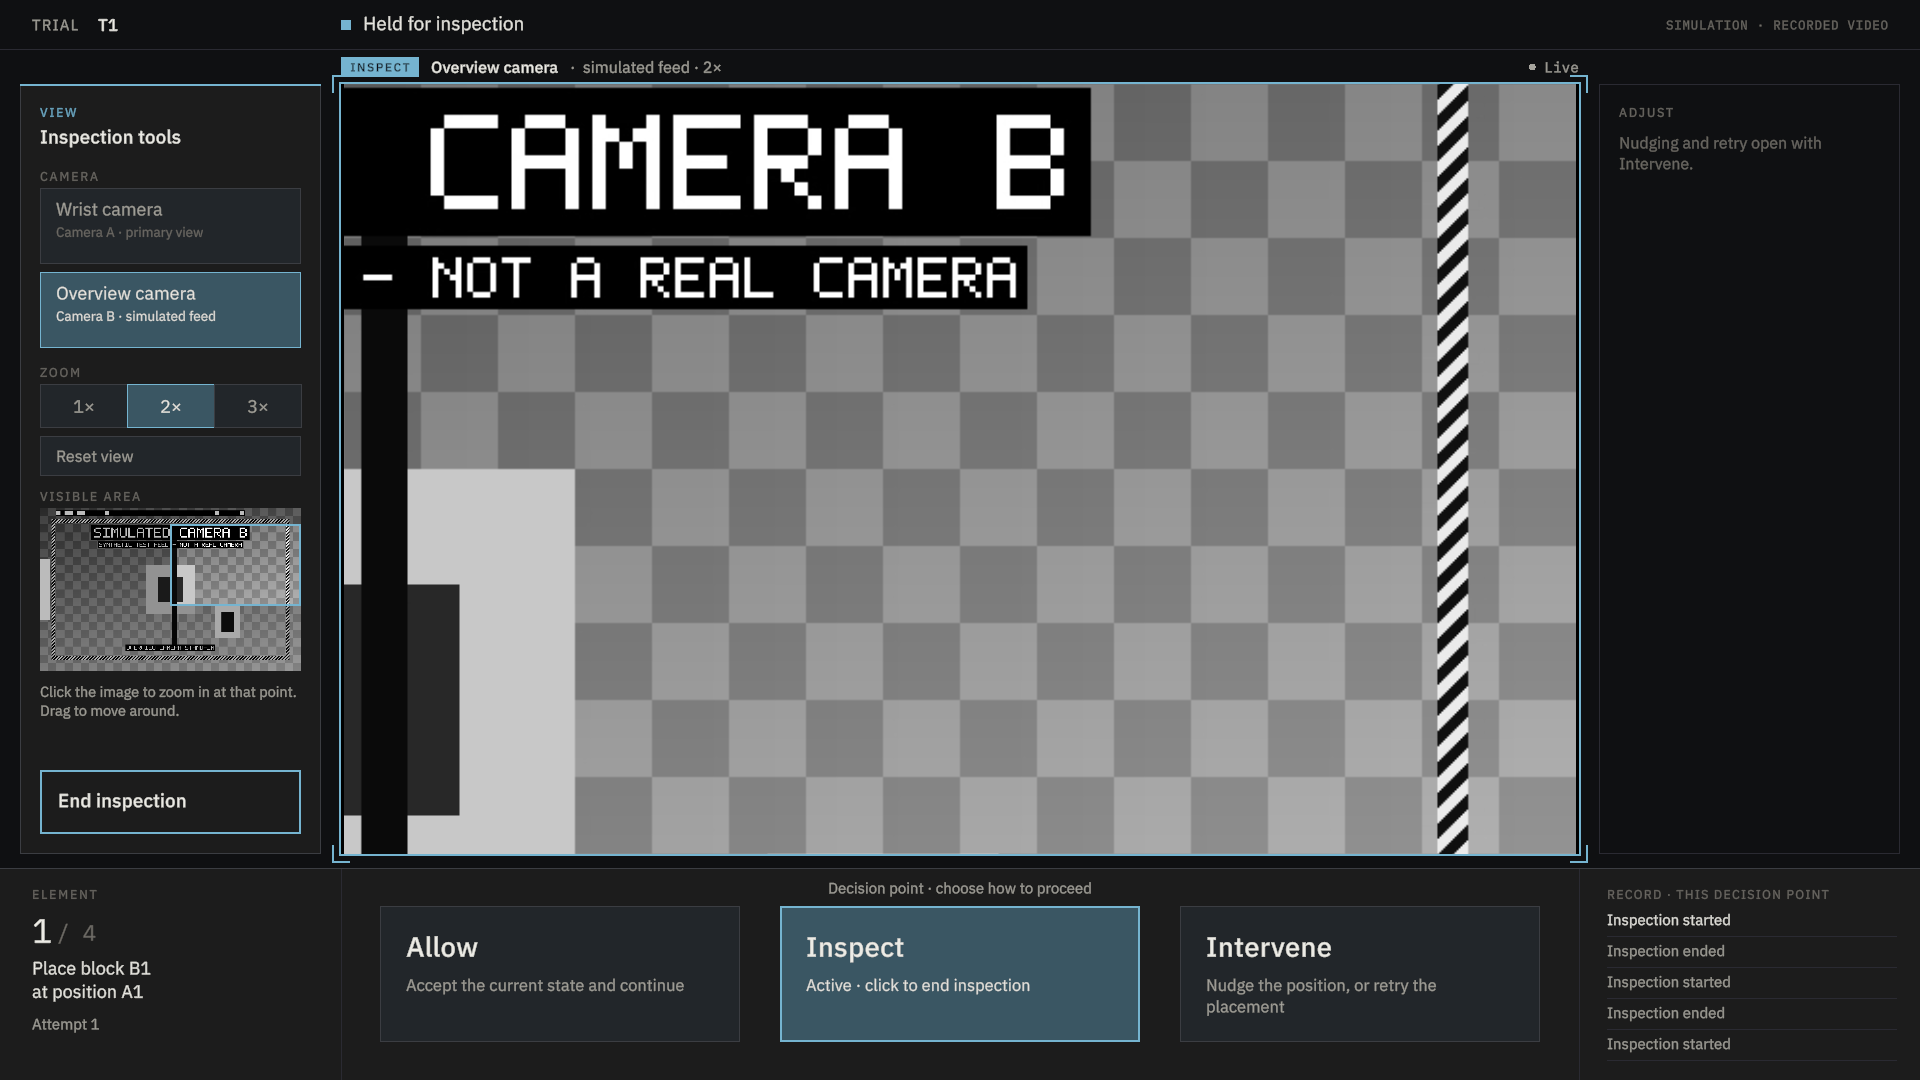 TRIAL T1
Held for inspection
SIMULATION · RECORDED VIDEO
INSPECT Overview camera · simulated feed · 2×
Live
VIEW
Inspection tools
CAMERA
Wrist camera
Camera A · primary view
Overview camera
Camera B · simulated feed
ZOOM
1× 2× 3×
Reset view
VISIBLE AREA
SIMULATED CAMERA B
SYNTHETIC TEST FEED - NOT A REAL CAMERA
Click the image to zoom in at that point.
Drag to move around.
End inspection
CAMERA B
- NOT A REAL CAMERA
ADJUST
Nudging and retry open with
Intervene.
ELEMENT
1 / 4
Place block B1
at position A1
Attempt 1
Decision point · choose how to proceed
Allow
Accept the current state and continue
Inspect
Active · click to end inspection
Intervene
Nudge the position, or retry the
placement
RECORD · THIS DECISION POINT
Inspection started
Inspection ended
Inspection started
Inspection ended
Inspection started